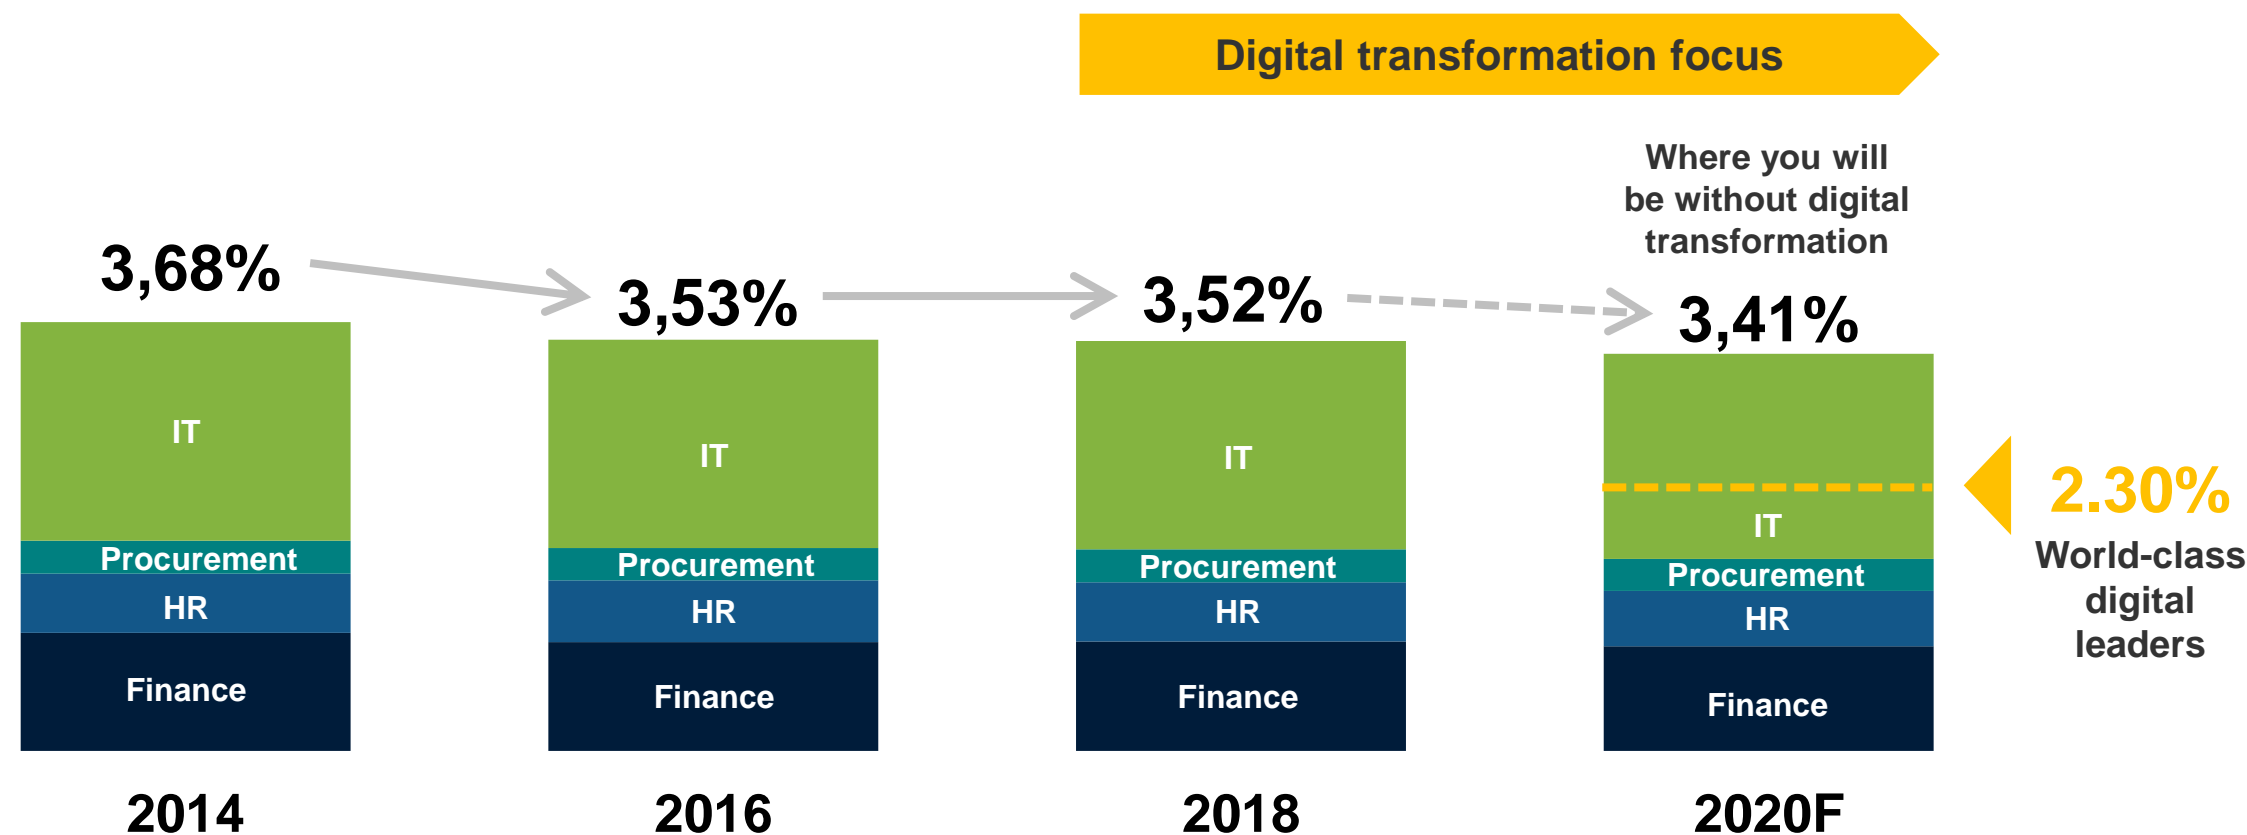 Digital transformation focus
Where you will
be without digital
transformation
3,68%
3,53%
3,52%
3,41%
IT
IT
IT
IT
2.30%
World-class
digital
leaders
Procurement
Procurement
Procurement
Procurement
HR
HR
HR
HR
Finance
Finance
Finance
Finance
2014
2016
2018
2020F